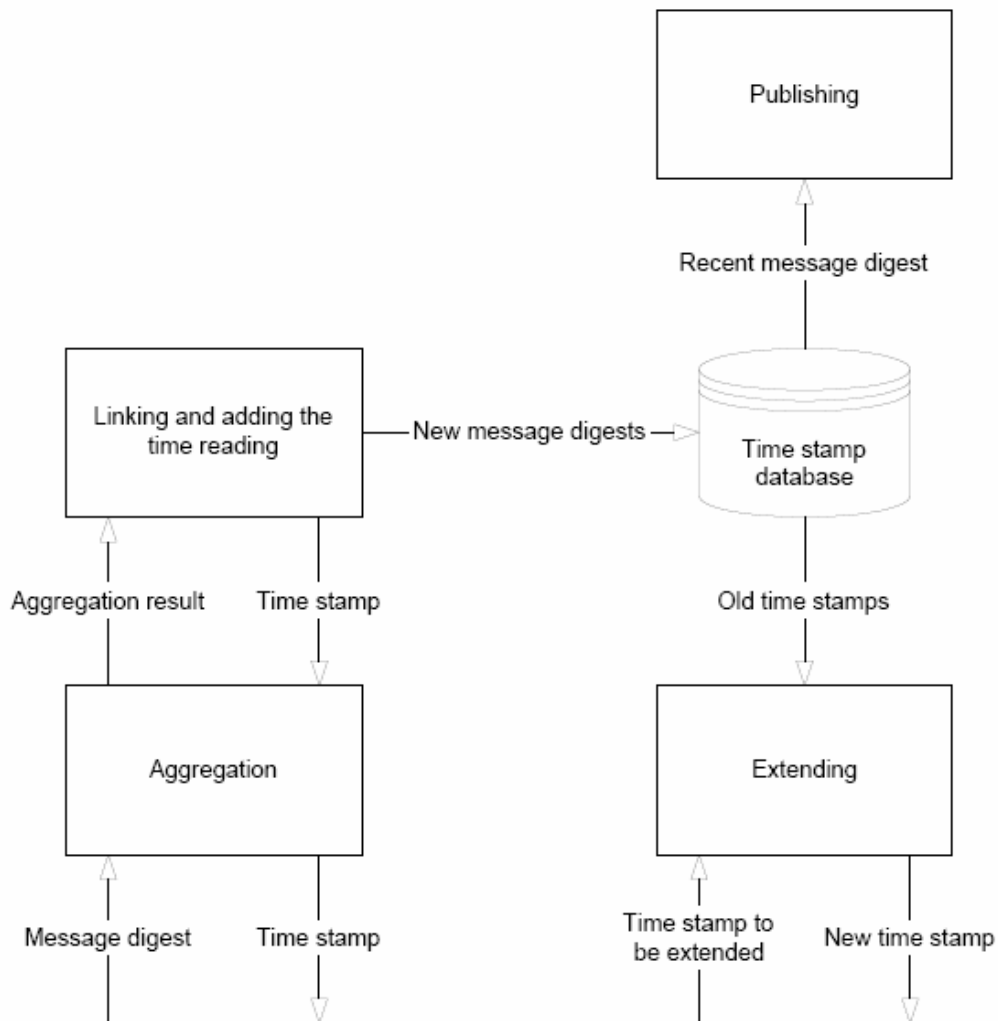 Publishing
Recent message digest
Linking and adding the
time reading
New message digests
Time stamp
database
Aggregation result
Time stamp
Old time stamps
Aggregation
Extending
Message digest
Time stamp
Time stamp to
be extended
New time stamp